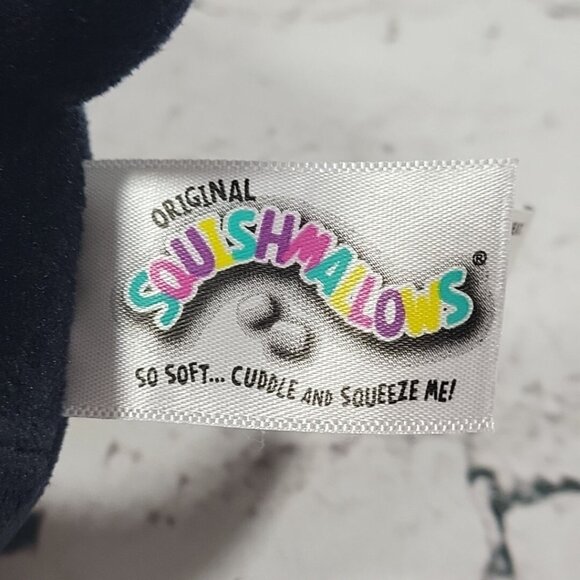 ORIGINAL
SQUISHMALLOWS®
SO SOFT... CUDDLE AND SQUEEZE ME!